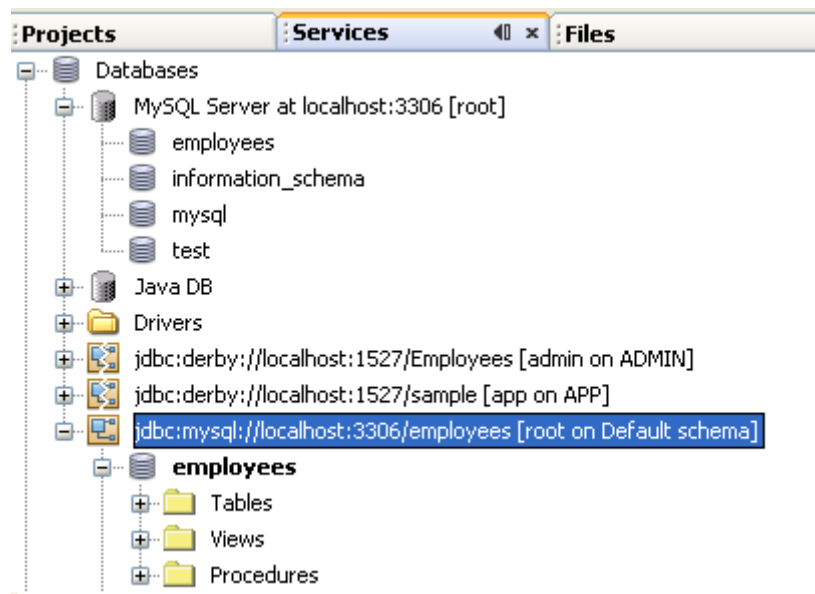 Projects Services Files
Databases
MySQL Server at localhost:3306 [root]
employees
information_schema
mysql
test
Java DB
Drivers
jdbc:derby://localhost:1527/Employees [admin on ADMIN]
jdbc:derby://localhost:1527/sample [app on APP]
jdbc:mysql://localhost:3306/employees [root on Default schema]
employees
Tables
Views
Procedures